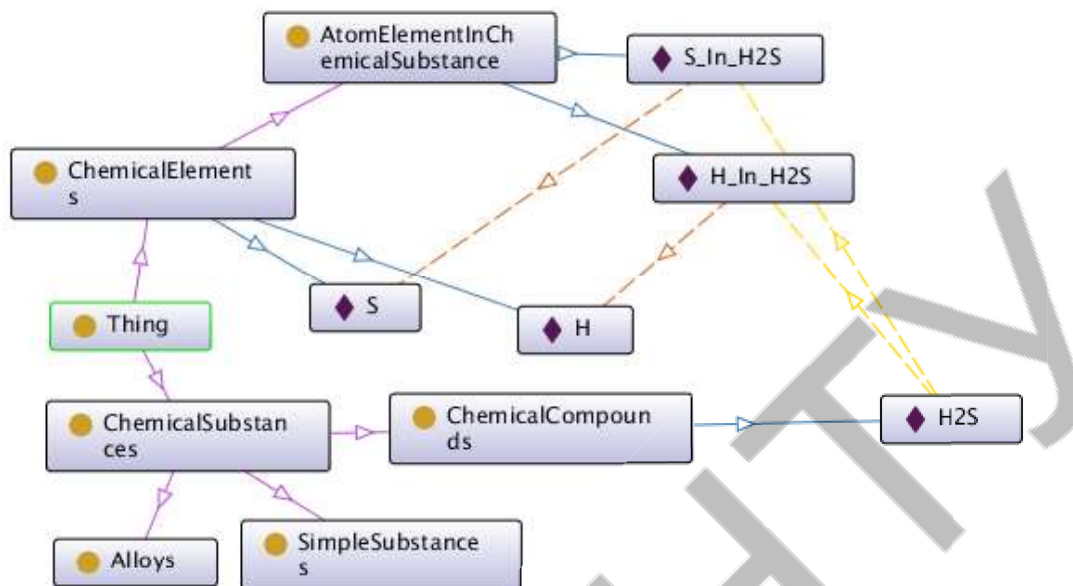 AtomElementInCh
emicalSubstance
S_In_H2S
ChemicalElement
s
H_In_H2S
S
H
Thing
ChemicalSubstan
ces
ChemicalCompoun
ds
H2S
Alloys
SimpleSubstance
s